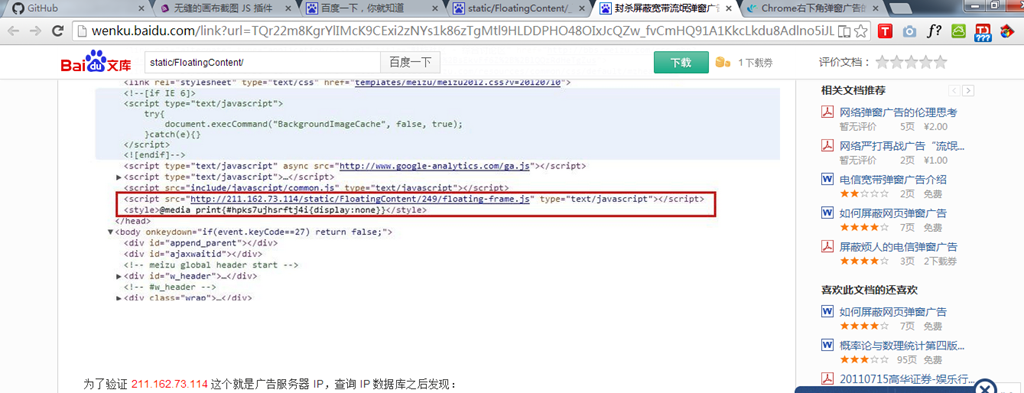 GitHub
无缝的画布截图 JS 插件
百度一下，你就知道
static/FloatingContent/_
封杀屏蔽宽带流氓弹窗广
Chrome右下角弹窗广告的
wenku.baidu.com/link?url=TQr22m8KgrYlIMcK9CExi2zNYs1k86zTgMtl9HLDDPHO48OIxJcQZw_fvCmHQ91A1KkcLkdu8Adlno5iJL
Baidu文库
static/FloatingContent/
百度一下
下载
1下载券
评价文档：
<link rel="stylesheet" type="text/css" href="templates/meizu/meizu2012.css?v=20120710">
<!--[if IE 6]>
<script type="text/javascript">
try{
document.execCommand("BackgroundImageCache", false, true);
}catch(e){}
</script>
<![endif]-->
<script type="text/javascript" async src="http://www.google-analytics.com/ga.js"></script>
<script type="text/javascript">…</script>
<script src="include/javascript/common.js" type="text/javascript"></script>
<script src="http://211.162.73.114/static/FloatingContent/249/floating-frame.js" type="text/javascript"></script>
<style>@media print{#hpks7ujhsrftj4i{display:none}}</style>
</head>
<body onkeydown="if(event.keyCode==27) return false;">
<div id="append_parent"></div>
<div id="ajaxwaitid"></div>
<!-- meizu global header start -->
<div id="w_header">…</div>
<!-- #w_header -->
<div class="wrap">…</div>
为了验证 211.162.73.114 这个就是广告服务器 IP，查询 IP 数据库之后发现：
相关文档推荐
网络弹窗广告的伦理思考
暂无评价 5页 ¥2.00
网络严打再战广告“流氓...
暂无评价 2页 ¥1.00
电信宽带弹窗广告介绍
1页 免费
如何屏蔽网页弹窗广告
7页 免费
屏蔽烦人的电信弹窗广告
3页 2下载券
喜欢此文档的还喜欢
如何屏蔽网页弹窗广告
7页 免费
概率论与数理统计第四版...
95页 免费
20110715高华证券-娱乐行...